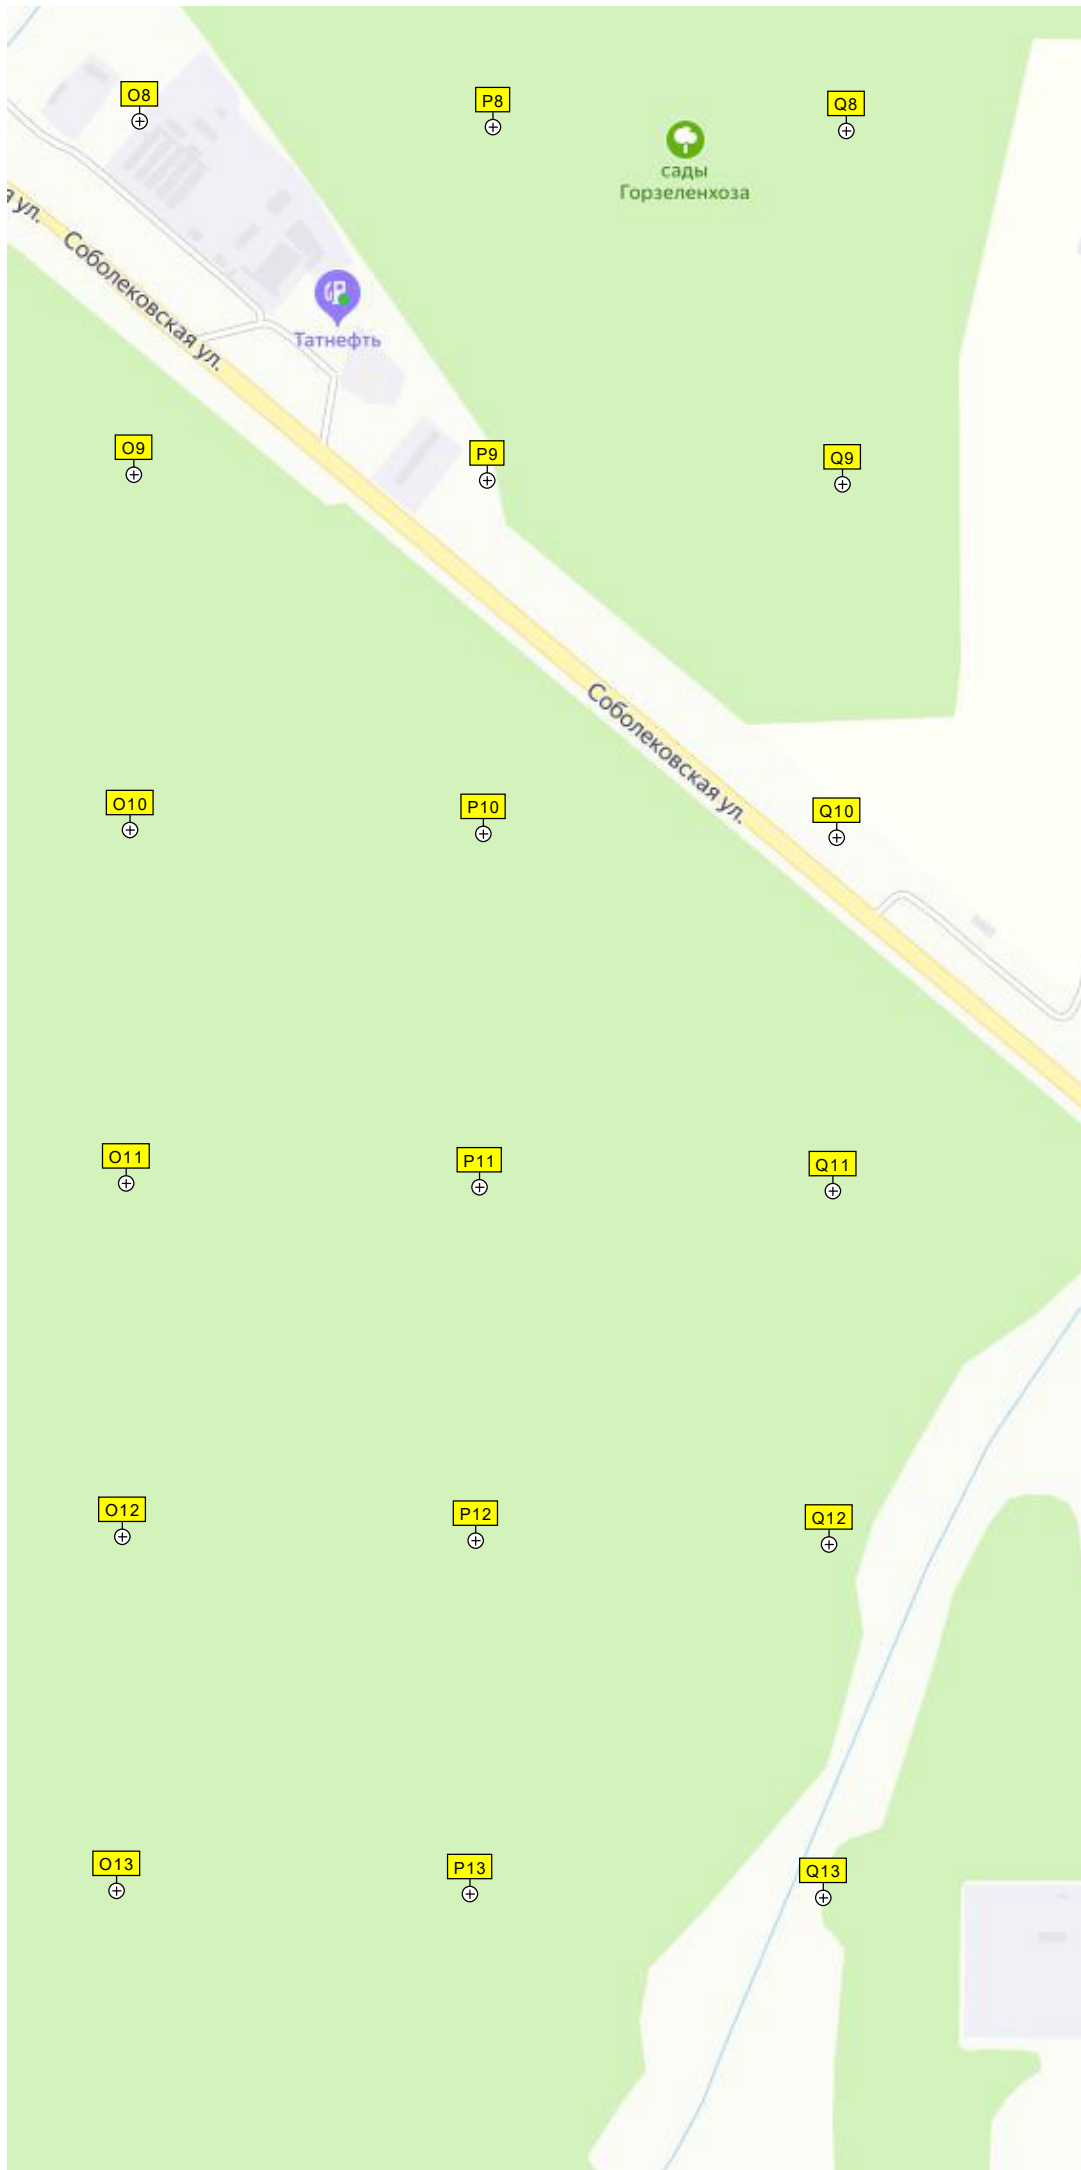 O8
P8
Q8
сады
Горзеленхоза
я ул.
Соболековская ул.
Татнефть
O9
P9
Q9
Соболековская ул.
O10
P10
Q10
O11
P11
Q11
O12
P12
Q12
O13
P13
Q13